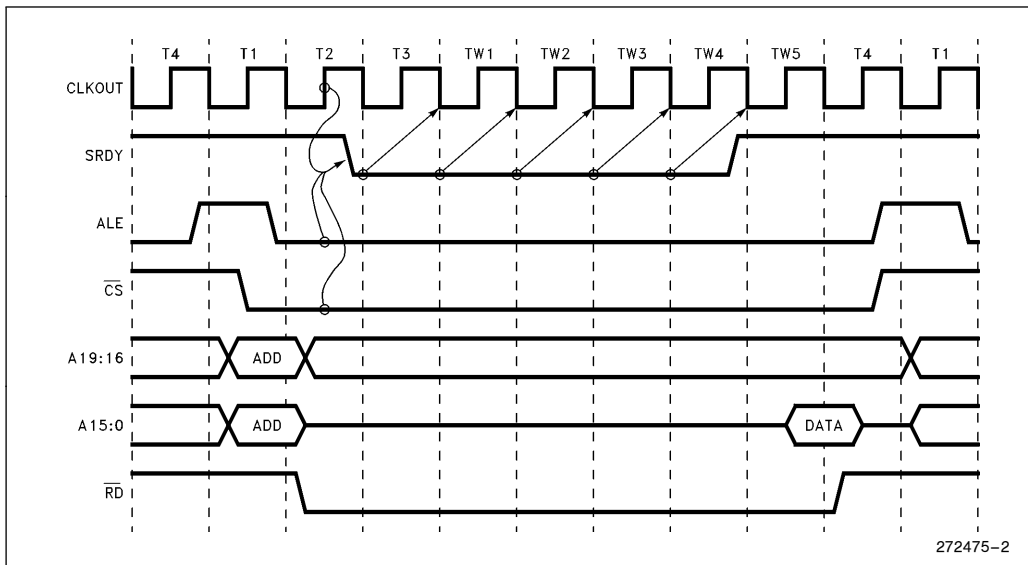 T4 T1 T2 T3 TW1 TW2 TW3 TW4 TW5 T4 T1
CLKOUT
SRDY
ALE
CS
A19:16 ADD
A15:0 ADD DATA
RD
272475-2